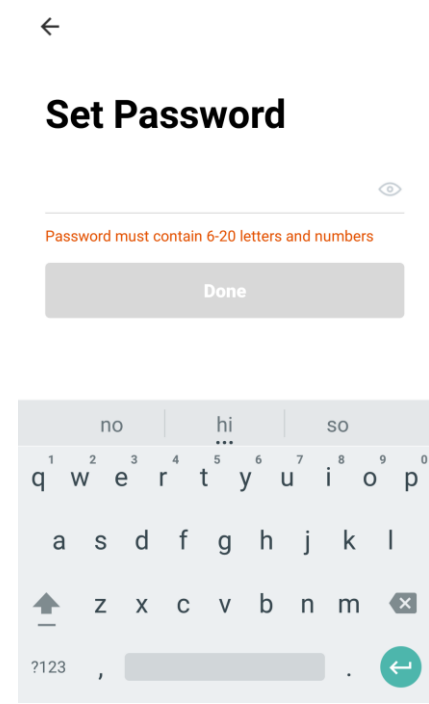 Set Password
Password must contain 6-20 letters and numbers
Done
no hi so
1 2 3 4 5 6 7 8 9 0
q w e r t y u i o p
a s d f g h j k l
z x c v b n m
?123 , .